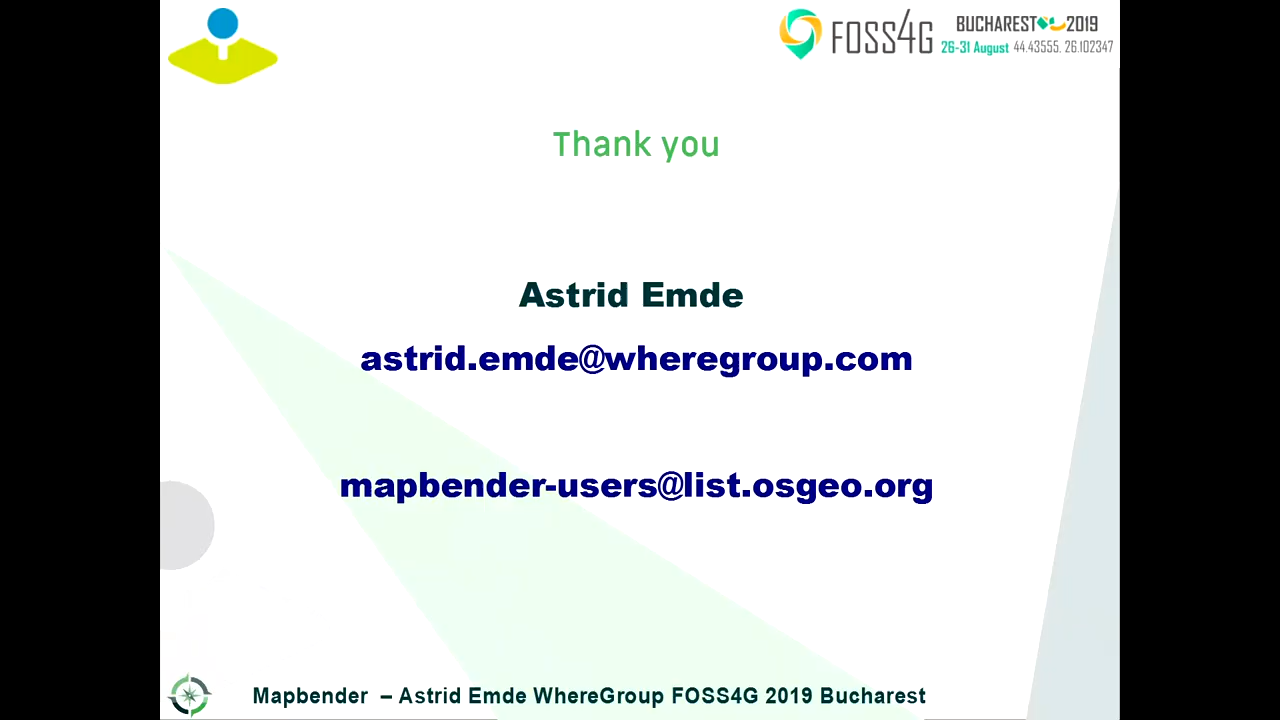 FOSS4G
BUCHAREST 2019
26-31 August 44.43555, 26.102347
Thank you
Astrid Emde
astrid.emde@wheregroup.com
mapbender-users@list.osgeo.org
Mapbender – Astrid Emde WhereGroup FOSS4G 2019 Bucharest